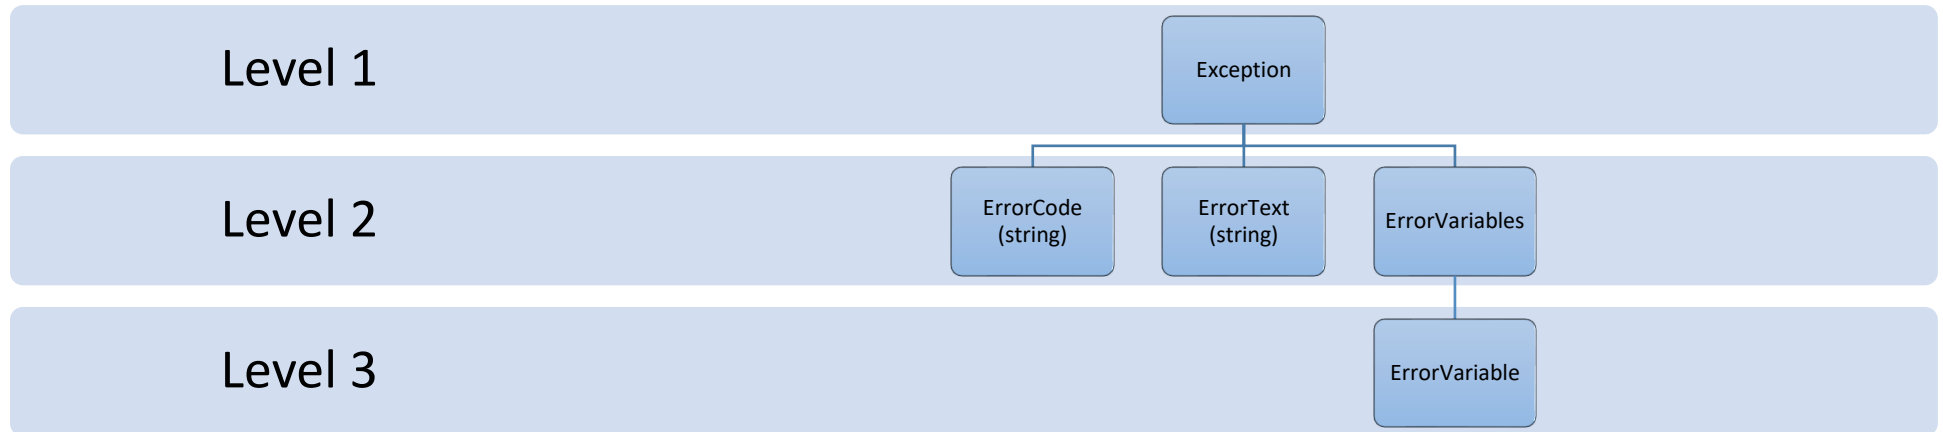 Level 1
Exception
Level 2
ErrorCode
(string)
ErrorText
(string)
ErrorVariables
Level 3
ErrorVariable